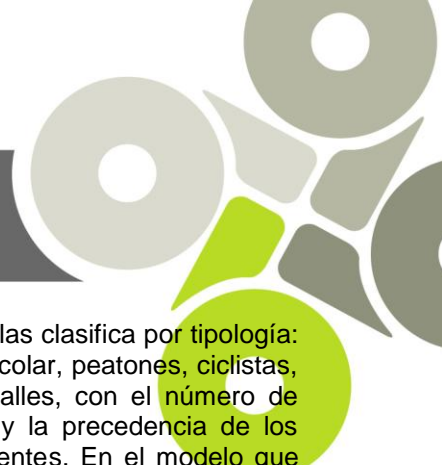 las clasifica por tipología:
colar, peatones, ciclistas,
alles, con el número de
y la precedencia de los
entes. En el modelo que